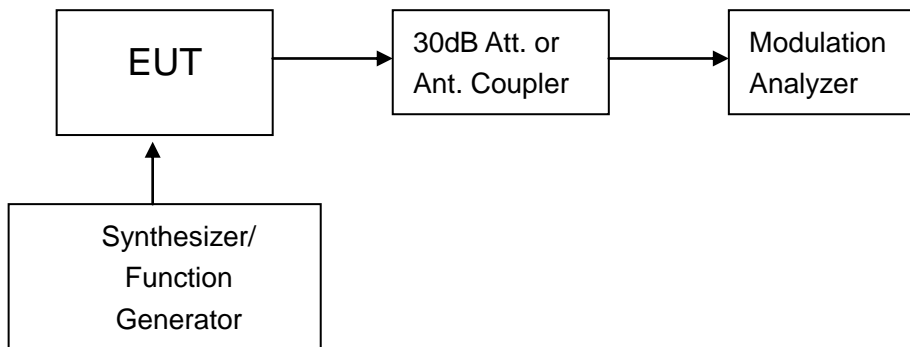 EUT
30dB Att. or
Ant. Coupler
Modulation
Analyzer
Synthesizer/
Function
Generator